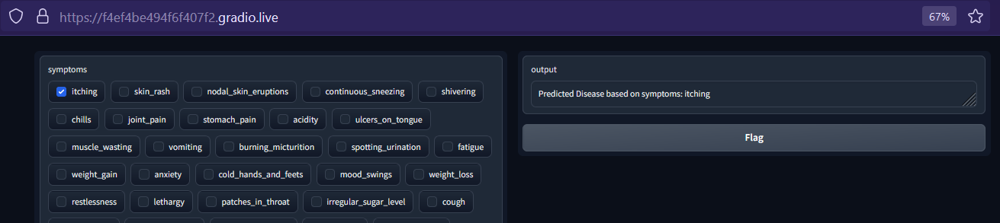 https://f4ef4be494f6f407f2.gradio.live 67%
symptoms
itching skin_rash nodal_skin_eruptions continuous_sneezing shivering
chills joint_pain stomach_pain acidity ulcers_on_tongue
muscle_wasting vomiting burning_micturition spotting_urination fatigue
weight_gain anxiety cold_hands_and_feets mood_swings weight_loss
restlessness lethargy patches_in_throat irregular_sugar_level cough
output
Predicted Disease based on symptoms: itching
Flag